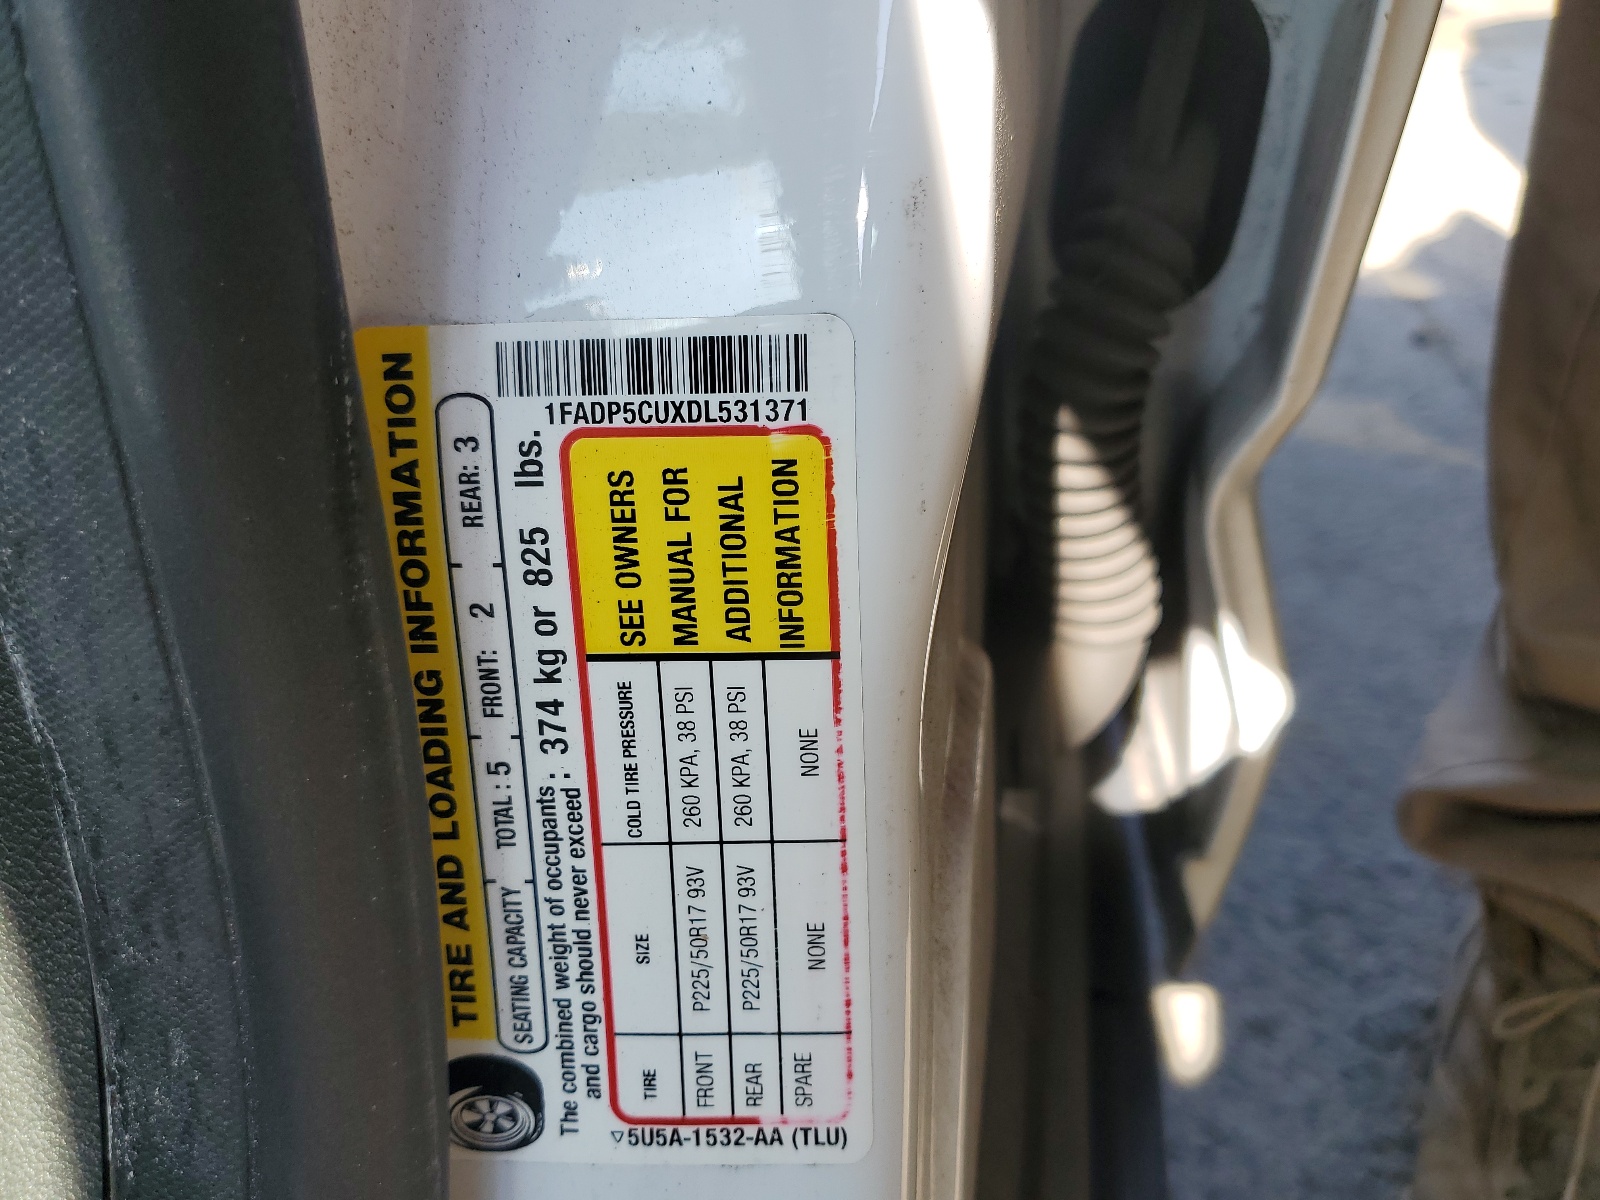 TIRE AND LOADING INFORMATION
SEATING CAPACITY TOTAL : 5 FRONT: 2 REAR: 3
The combined weight of occupants and cargo should never exceed : 374 kg or 825 lbs.
1FADP5CUXDL531371
TIRE SIZE COLD TIRE PRESSURE
FRONT P225/50R17 93V 260 KPA, 38 PSI
REAR P225/50R17 93V 260 KPA, 38 PSI
SPARE NONE NONE
SEE OWNERS
MANUAL FOR
ADDITIONAL
INFORMATION
5U5A-1532-AA (TLU)